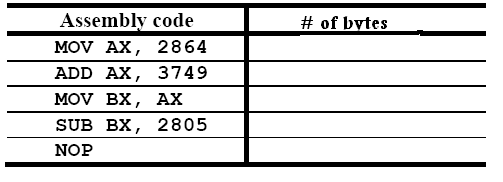 Assembly code # of bytes
MOV AX, 2864
ADD AX, 3749
MOV BX, AX
SUB BX, 2805
NOP